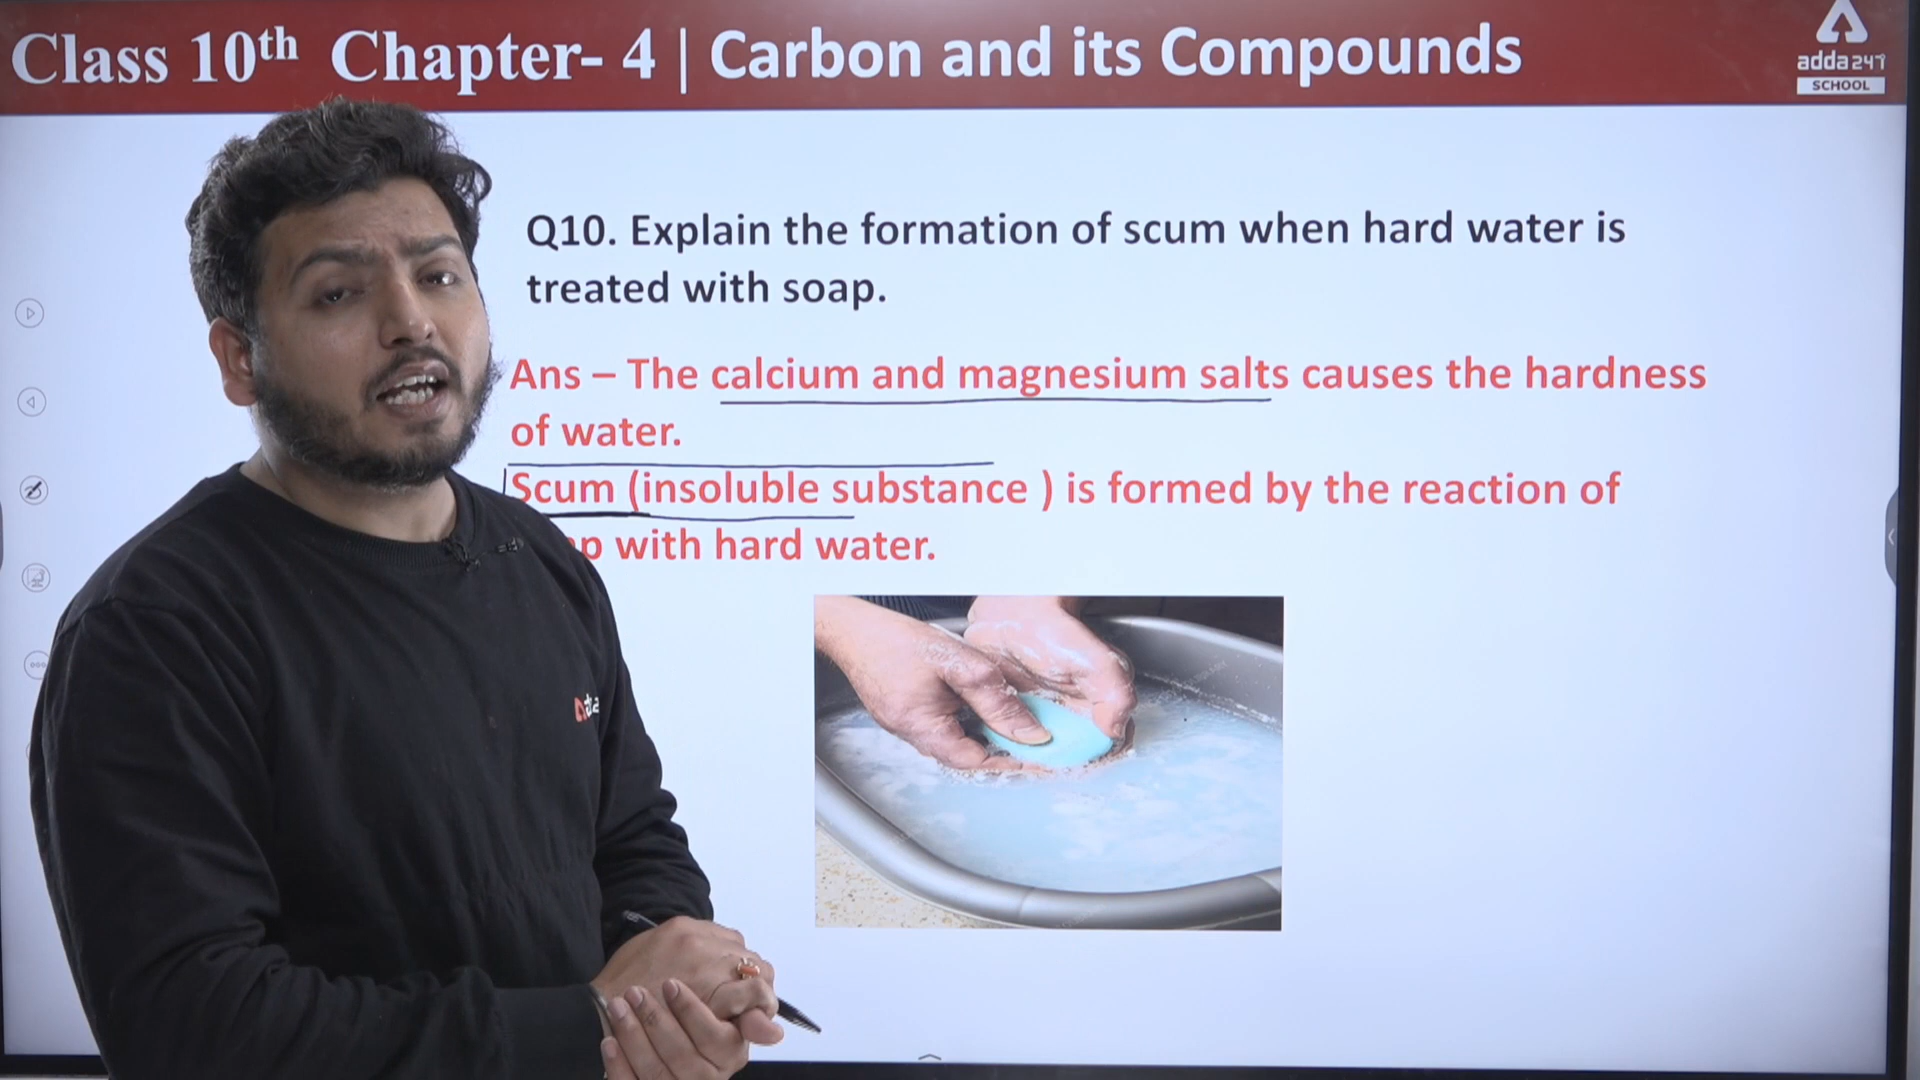 Class 10th Chapter- 4 | Carbon and its Compounds
adda247
SCHOOL
Q10. Explain the formation of scum when hard water is
treated with soap.
Ans – The calcium and magnesium salts causes the hardness
of water.
Scum (insoluble substance ) is formed by the reaction of
with hard water.